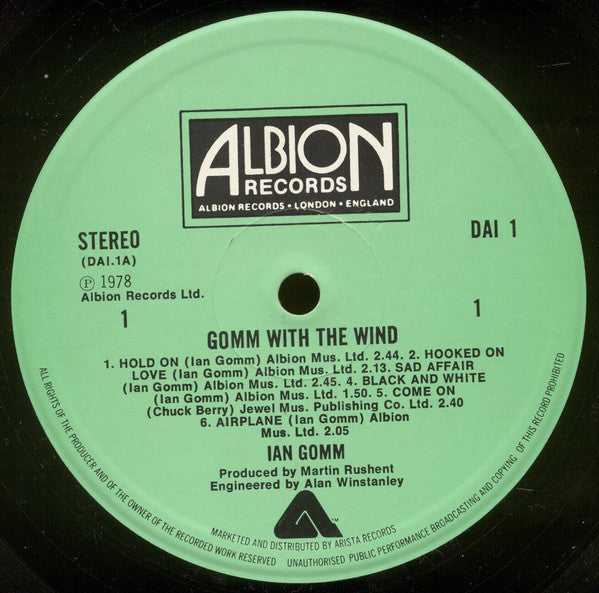 ALBION
RECORDS
ALBION RECORDS • LONDON • ENGLAND
STEREO
(DAI.1A)
DAI 1
℗ 1978
Albion Records Ltd.
1
1
GOMM WITH THE WIND
1. HOLD ON (Ian Gomm) Albion Mus. Ltd. 2.44. 2. HOOKED ON
LOVE (Ian Gomm) Albion Mus. Ltd. 2.13. SAD AFFAIR
(Ian Gomm) Albion Mus. Ltd. 2.45. 4. BLACK AND WHITE
(Ian Gomm) Albion Mus. Ltd. 1.50. 5. COME ON
(Chuck Berry) Jewel Mus. Publishing Co. Ltd. 2.40
6. AIRPLANE (Ian Gomm) Albion
Mus. Ltd. 2.05
IAN GOMM
Produced by Martin Rushent
Engineered by Alan Winstanley
A™
MARKETED AND DISTRIBUTED BY ARISTA RECORDS
ALL RIGHTS OF THE PRODUCER AND OF THE OWNER OF THE RECORDED WORK RESERVED UNAUTHORISED PUBLIC PERFORMANCE BROADCASTING AND COPYING OF THIS RECORD PROHIBITED